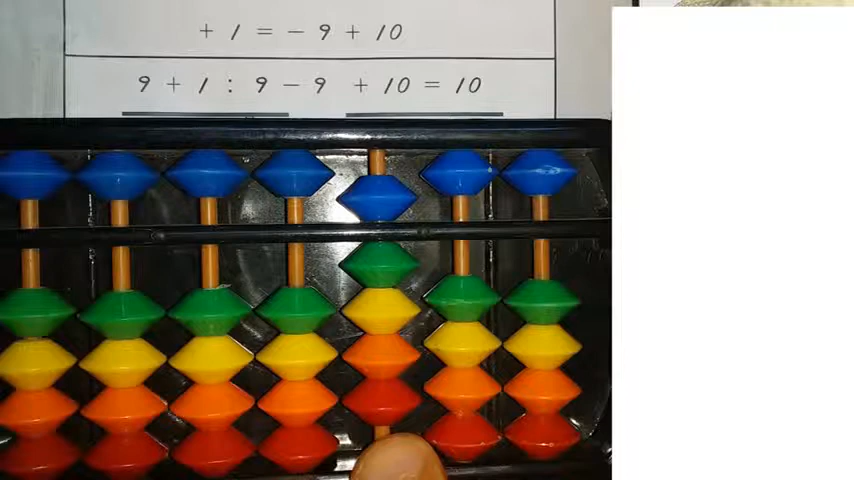 + 1 = - 9 + 10
9 + 1 : 9 - 9 + 10 = 10